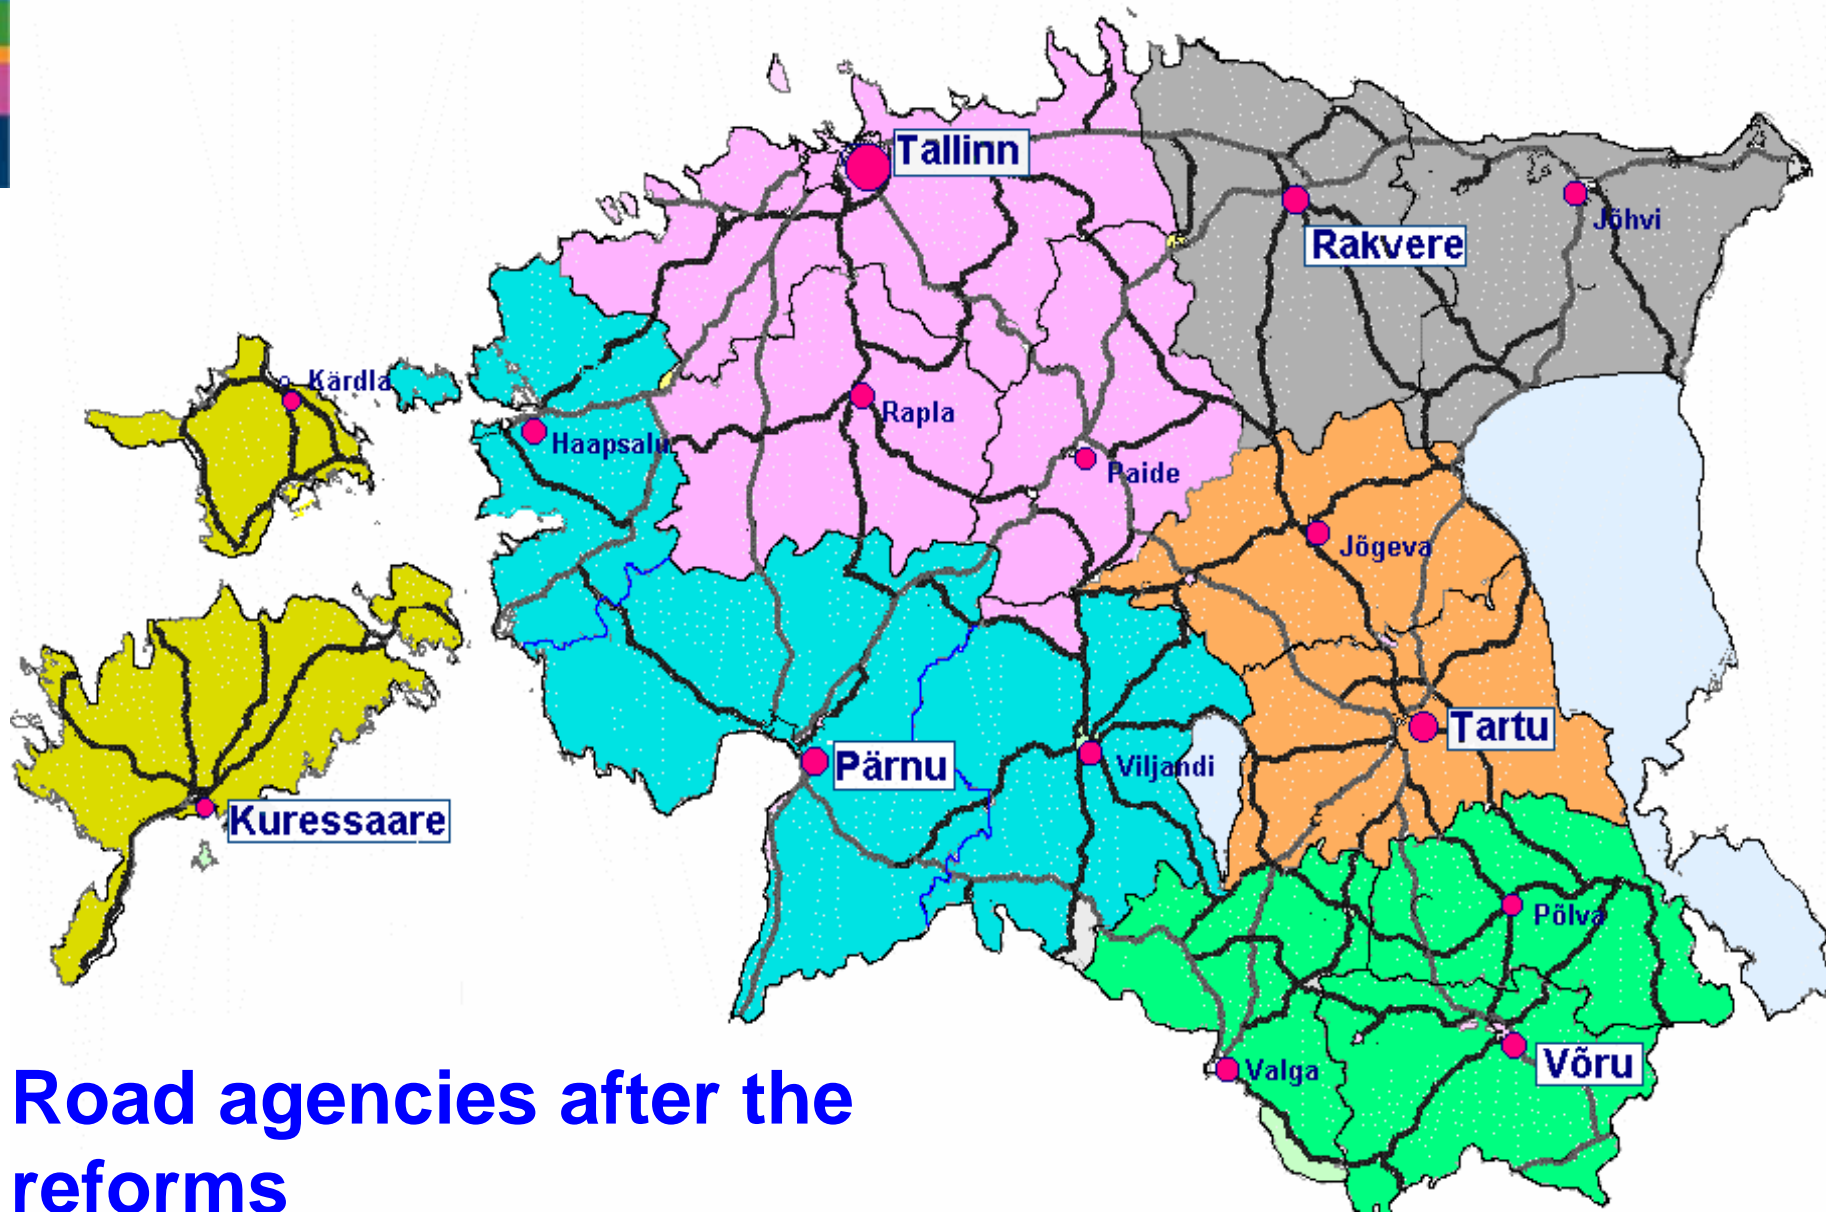 Tallinn
Jõhvi
Rakvere
Kärdla
Rapla
Haapsalu
Paide
Jõgeva
Tartu
Pärnu
Viljandi
Kuressaare
Põlva
Võru
Valga
Road agencies after the
reforms